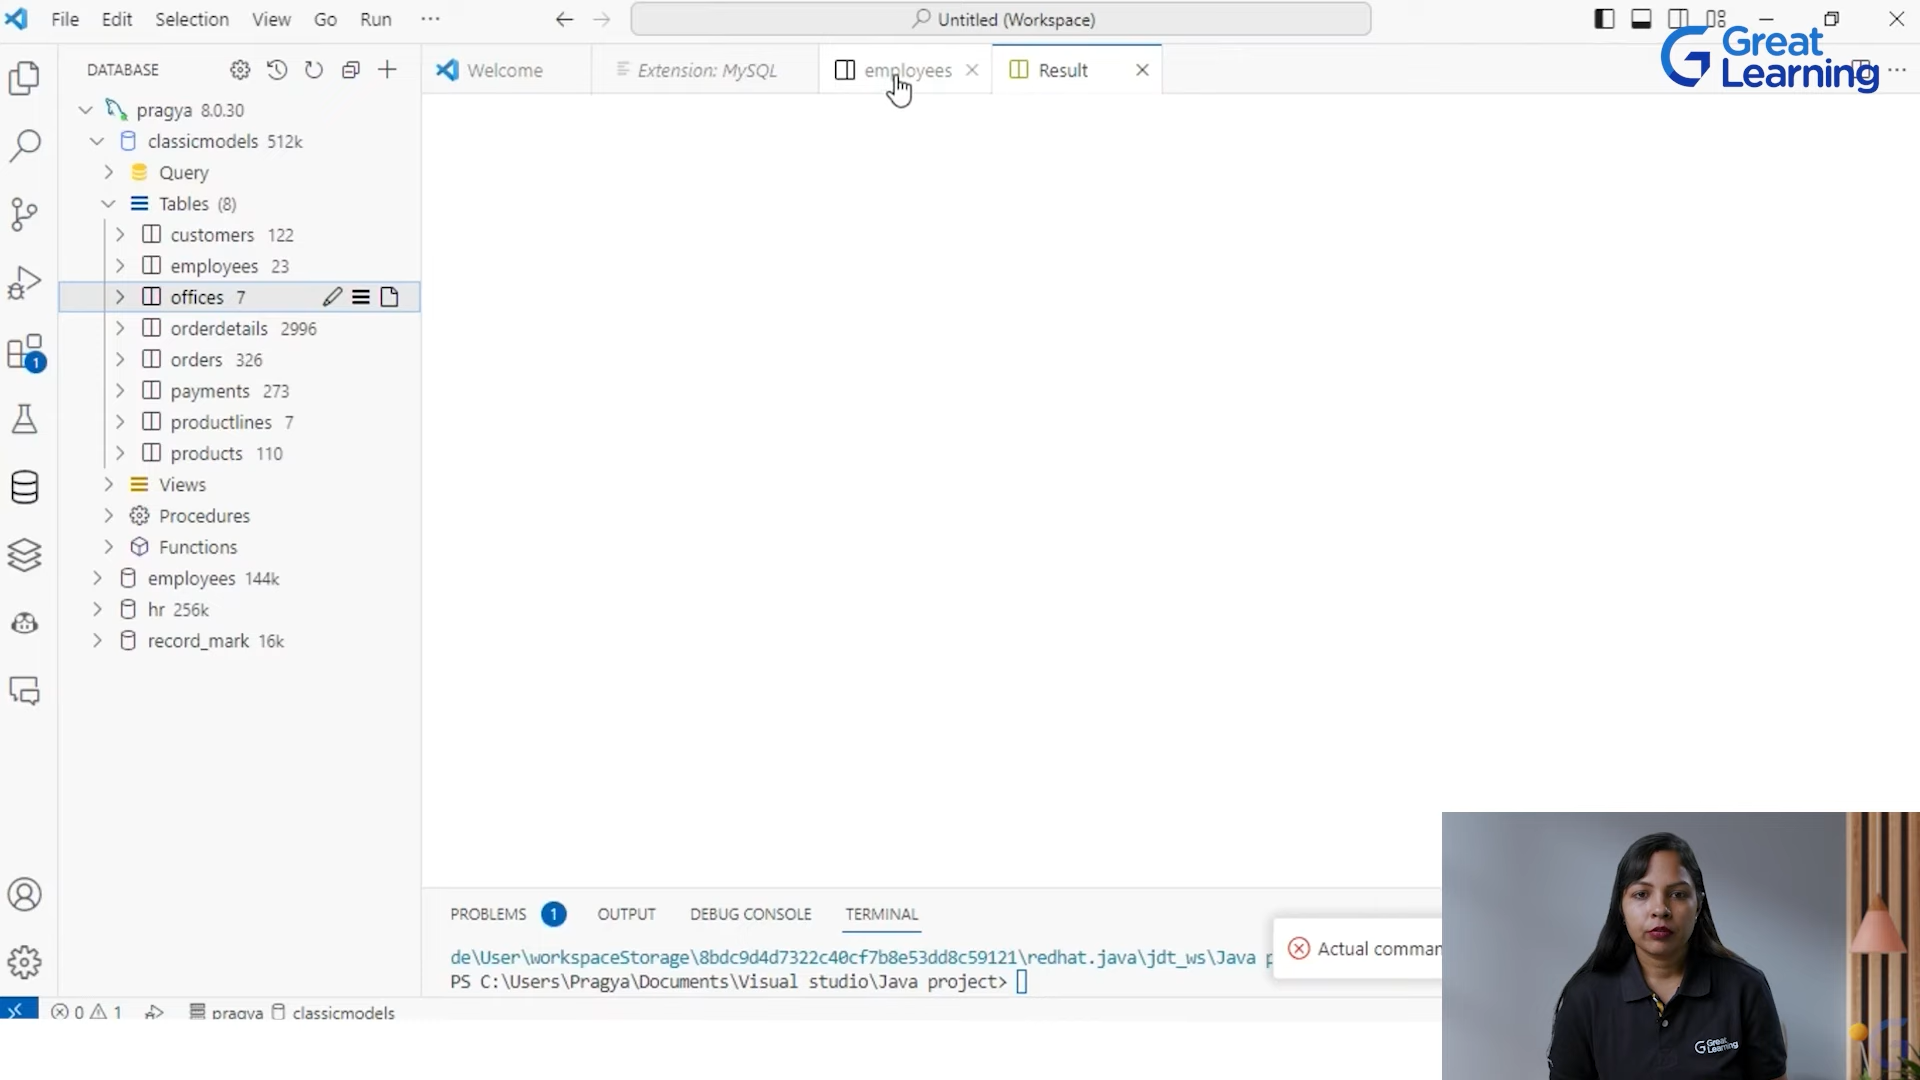 File Edit Selection View Go Run ···
Untitled (Workspace)
Great
Learning
DATABASE
Welcome
Extension: MySQL
employees
Result
pragya 8.0.30
classicmodels 512k
Query
Tables (8)
customers 122
employees 23
offices 7
orderdetails 2996
orders 326
payments 273
productlines 7
products 110
Views
Procedures
Functions
employees 144k
hr 256k
record_mark 16k
1
PROBLEMS 1 OUTPUT DEBUG CONSOLE TERMINAL
de\User\workspaceStorage\8bdc9d4d7322c40cf7b8e53dd8c59121\redhat.java\jdt_ws\Java p
PS C:\Users\Pragya\Documents\Visual studio\Java project>
Actual comman
0 1 pragya classicmodels
Great
Learning